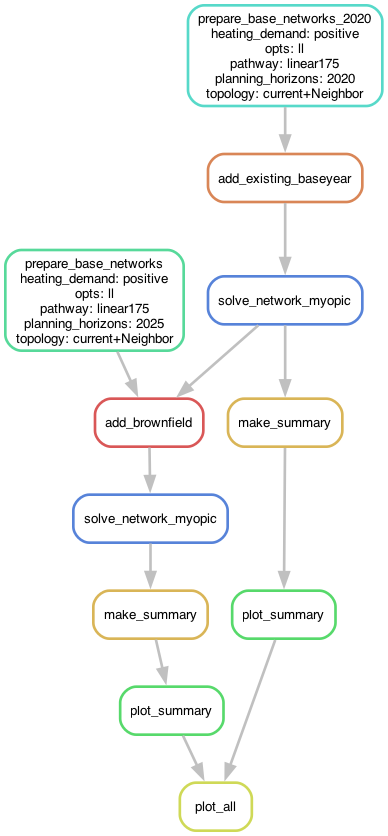 prepare_base_networks_2020
heating_demand: positive
opts: ll
pathway: linear175
planning_horizons: 2020
topology: current+Neighbor
add_existing_baseyear
prepare_base_networks
heating_demand: positive
opts: ll
pathway: linear175
planning_horizons: 2025
topology: current+Neighbor
solve_network_myopic
add_brownfield
make_summary
solve_network_myopic
make_summary
plot_summary
plot_summary
plot_all